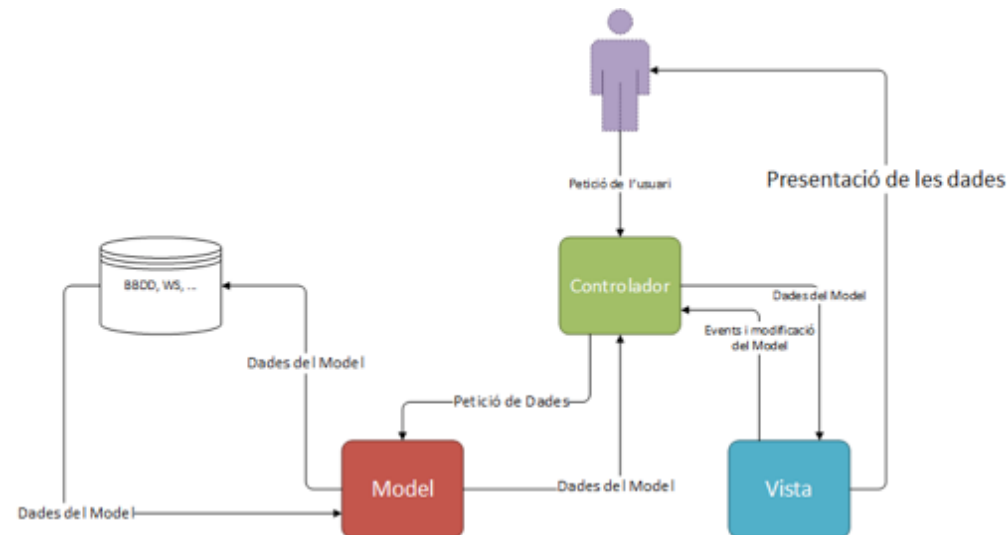 Petició de l'usuari
Presentació de les dades
BBDD, WS, ...
Controlador
Dades del Model
Events i modificació
del Model
Dades del Model
Petició de Dades
Model
Dades del Model
Vista
Dades del Model